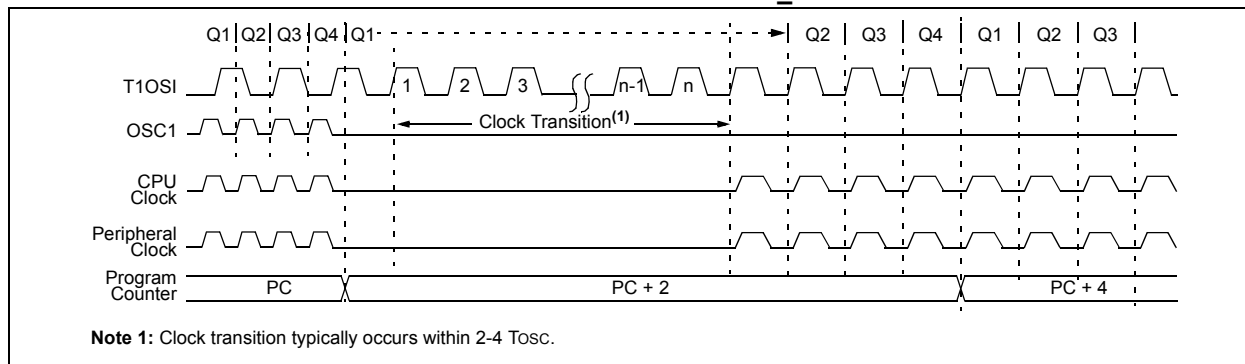 Q1 Q2 Q3 Q4 Q1 Q2 Q3 Q4 Q1 Q2 Q3
T1OSI 1 2 3 n-1 n
Clock Transition(1)
OSC1
CPU
Clock
Peripheral
Clock
Program
Counter PC PC + 2 PC + 4
Note 1: Clock transition typically occurs within 2-4 TOSC.